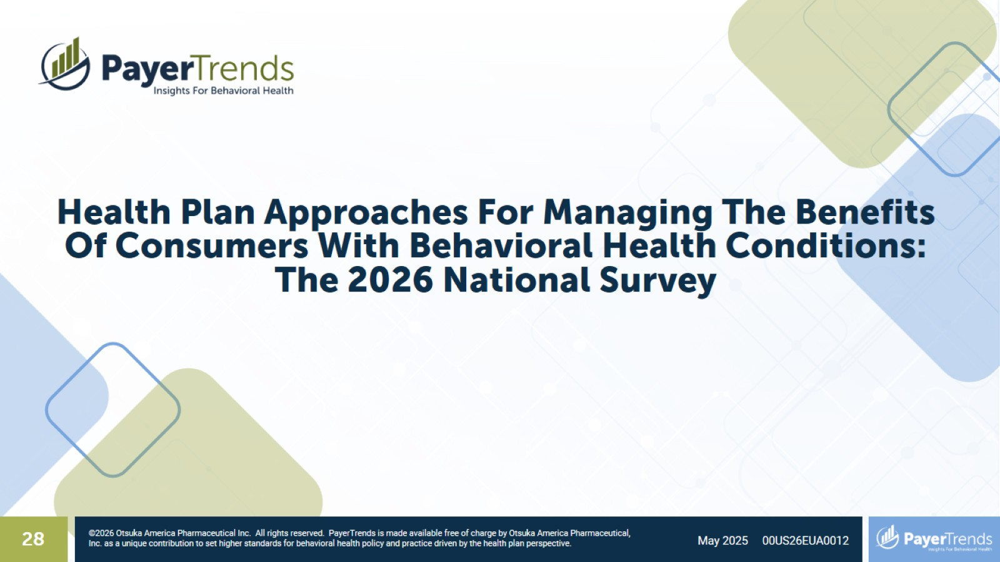 PayerTrends
Insights For Behavioral Health
Health Plan Approaches For Managing The Benefits
Of Consumers With Behavioral Health Conditions:
The 2026 National Survey
28
©2026 Otsuka America Pharmaceutical Inc. All rights reserved. PayerTrends is made available free of charge by Otsuka America Pharmaceutical,
Inc. as a unique contribution to set higher standards for behavioral health policy and practice driven by the health plan perspective.
May 2025 00US26EUA0012
PayerTrends
Insights For Behavioral Health